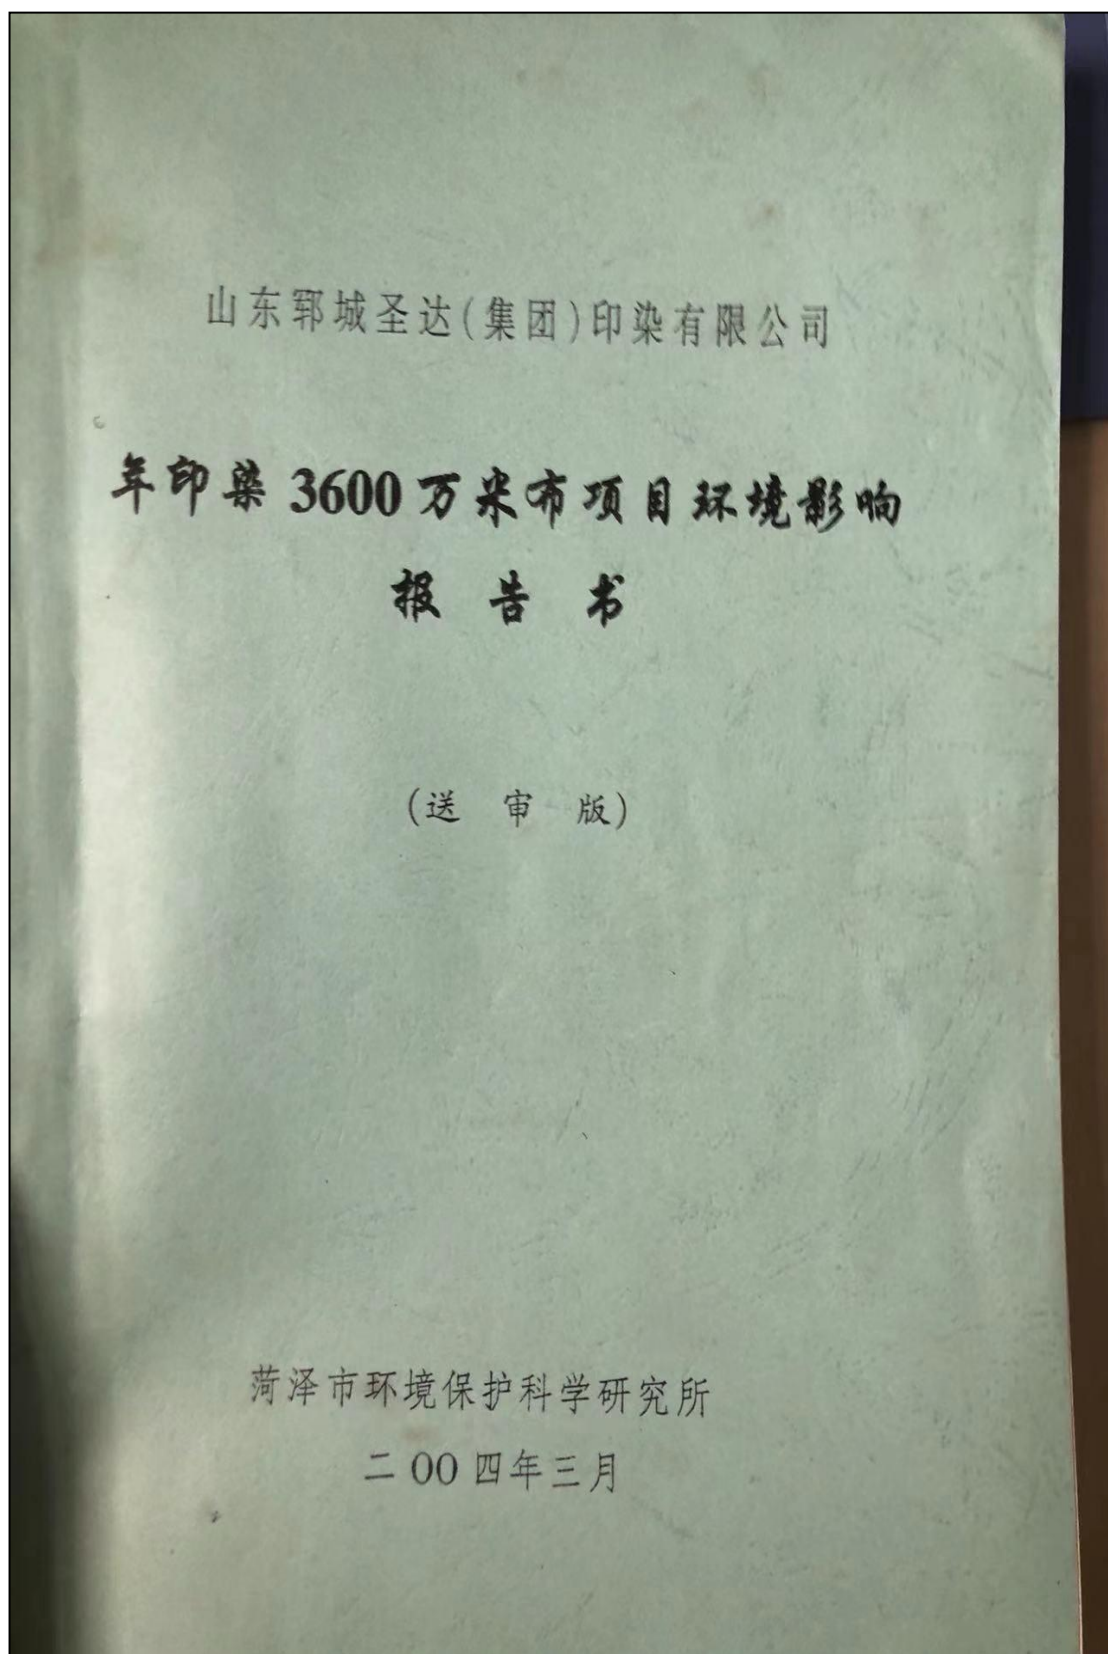 山东郓城圣达(集团)印染有限公司
年印染3600万米布项目环境影响
报告书
(送审版)
菏泽市环境保护科学研究所
二00四年三月